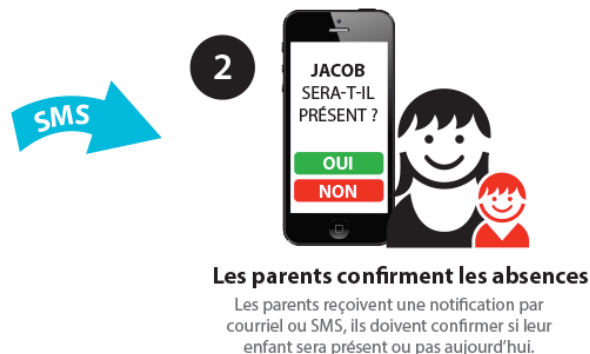 SMS
2
JACOB
SERA-T-IL
PRÉSENT ?
OUI
NON
Les parents confirment les absences
Les parents reçoivent une notification par
courriel ou SMS, ils doivent confirmer si leur
enfant sera présent ou pas aujourd'hui.